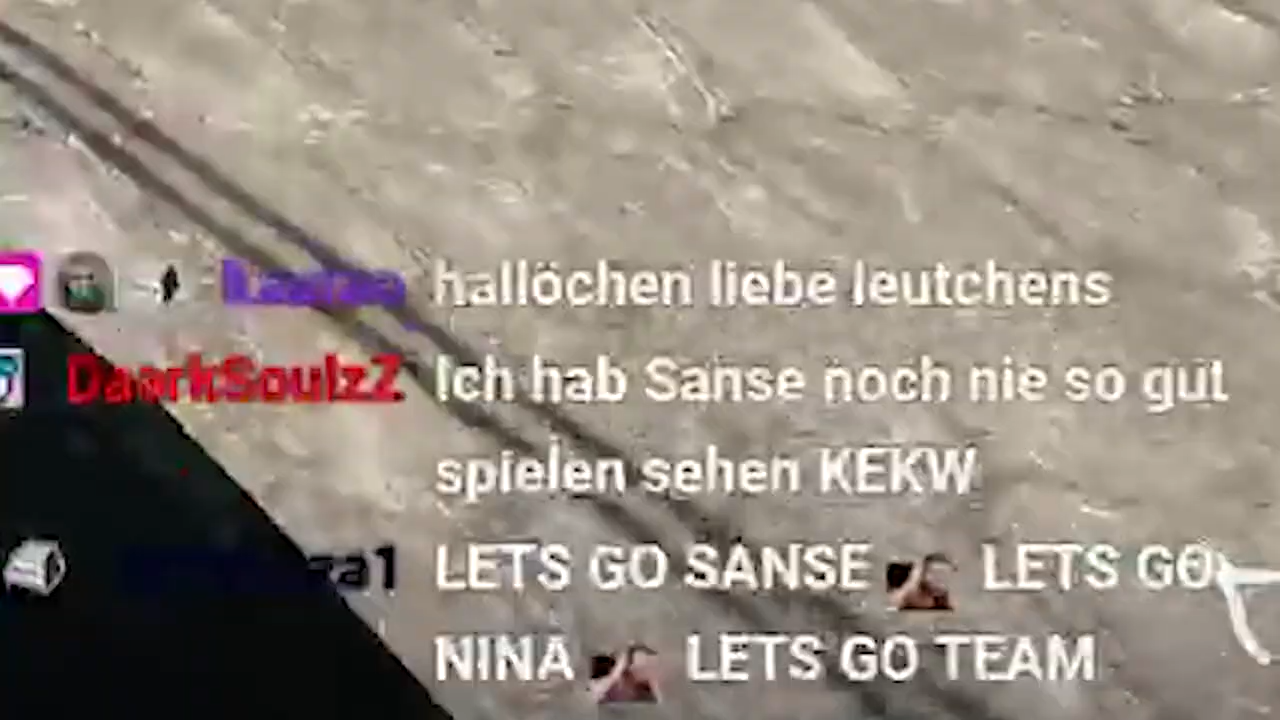 hallöchen liebe leutchens
DaarkSoulzZ Ich hab Sanse noch nie so gut
spielen sehen KEKW
LETS GO SANSE LETS GO
NINA LETS GO TEAM